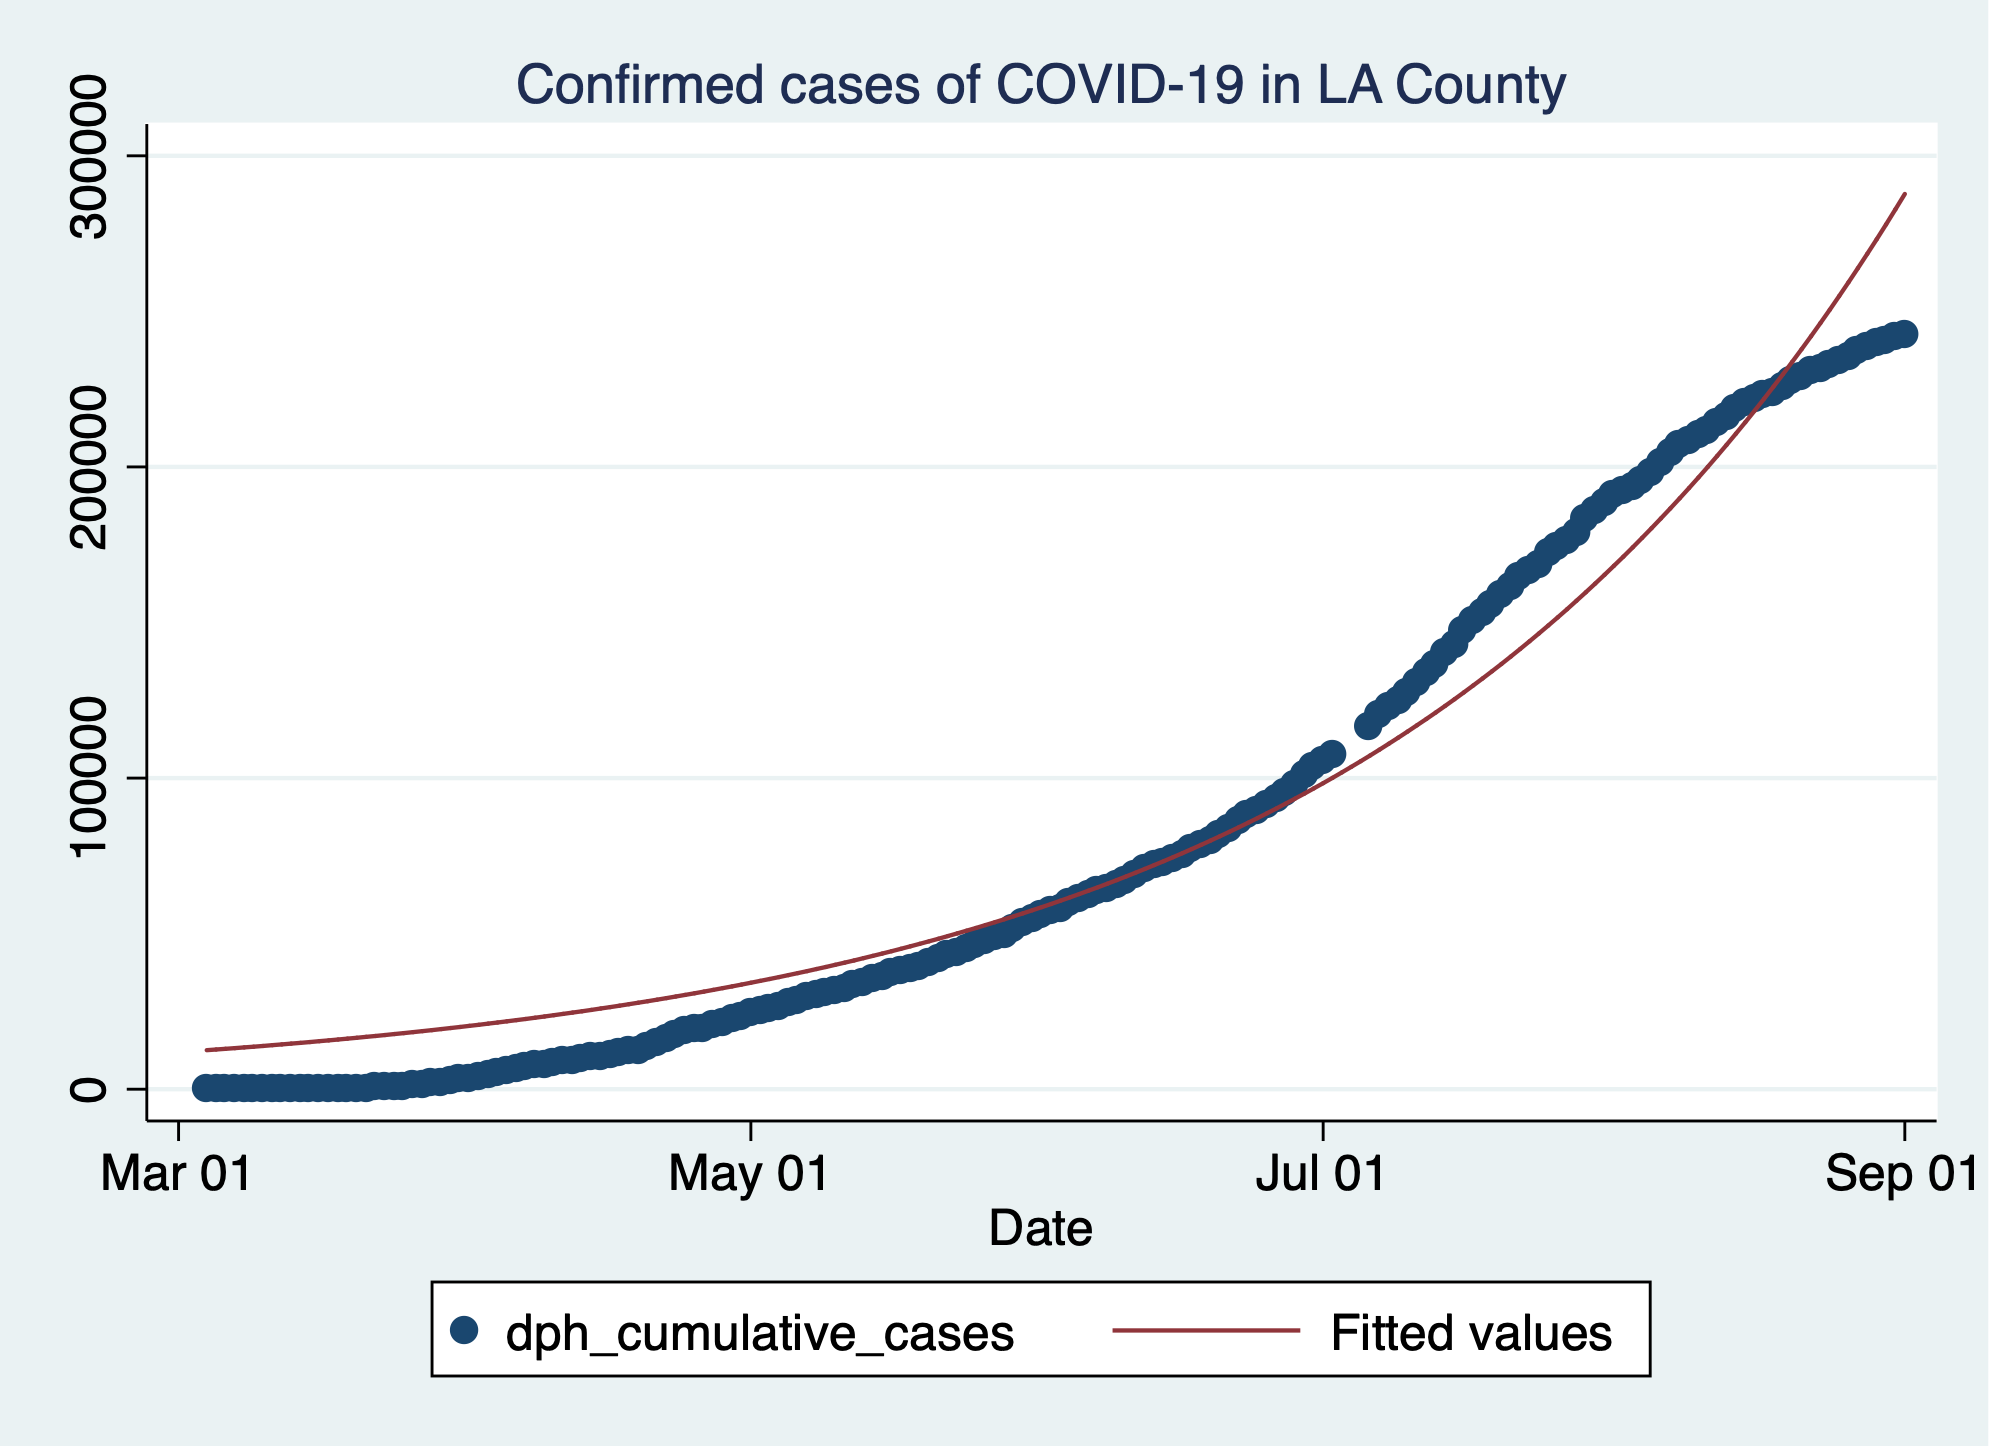 Confirmed cases of COVID-19 in LA County
300000
200000
100000
0
Mar 01 May 01 Jul 01 Sep 01
Date
dph_cumulative_cases Fitted values